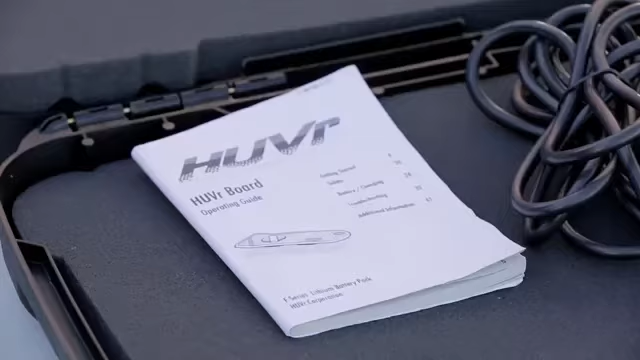 HUVr
HUVr Board
Operating Guide
Getting Started
Safety
Battery / Charging
Troubleshooting
Additional Information
F Series Lithium Battery Pack
HUVr Corporation